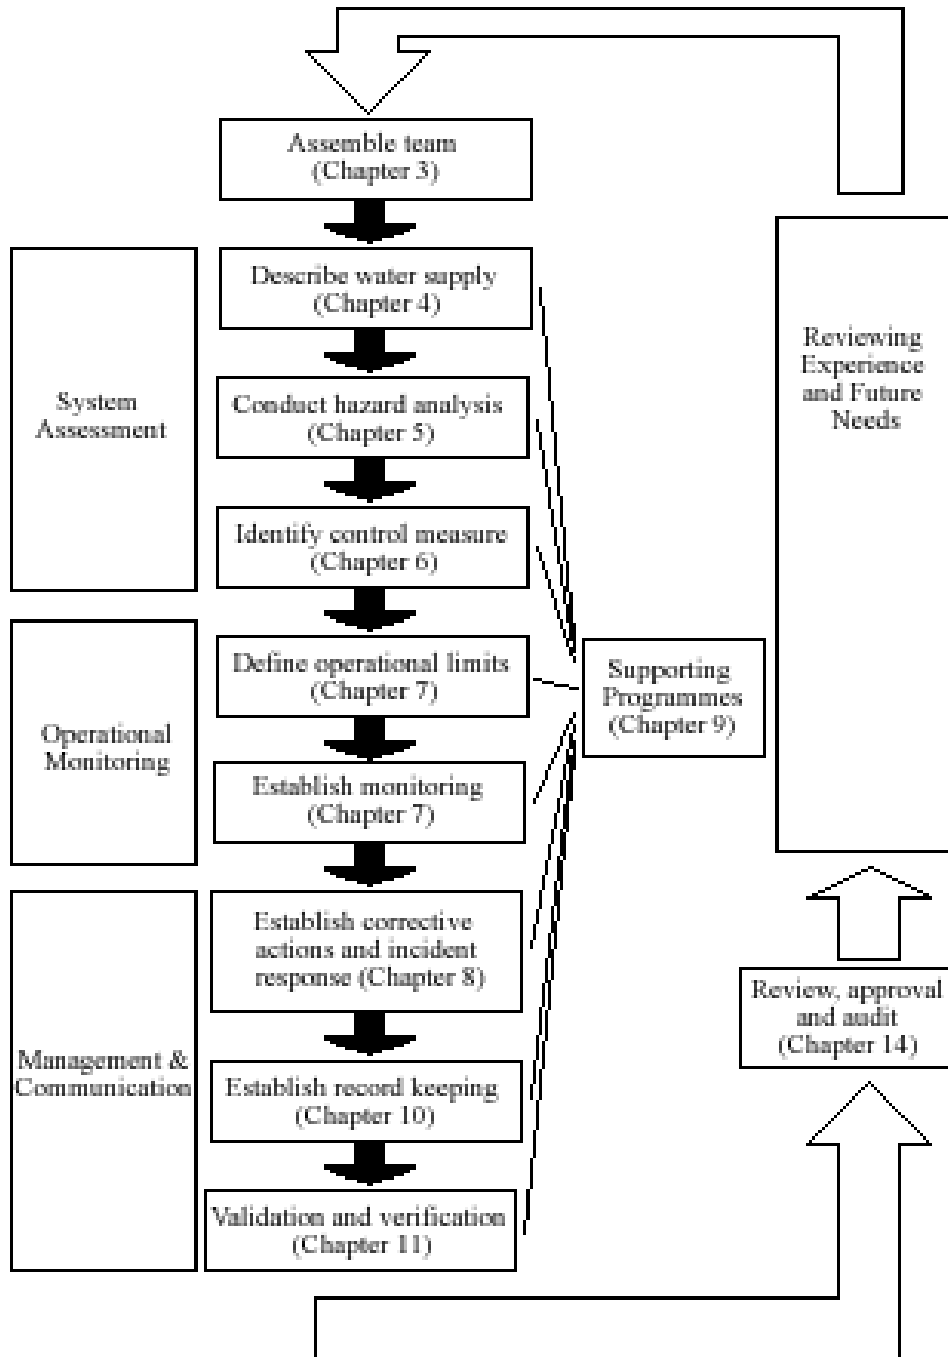 Assemble team
(Chapter 3)
Describe water supply
(Chapter 4)
System
Assessment
Conduct hazard analysis
(Chapter 5)
Identify control measure
(Chapter 6)
Reviewing
Experience
and Future
Needs
Operational
Monitoring
Define operational limits
(Chapter 7)
Establish monitoring
(Chapter 7)
Supporting
Programmes
(Chapter 9)
Management &
Communication
Establish corrective
actions and incident
response (Chapter 8)
Establish record keeping
(Chapter 10)
Validation and verification
(Chapter 11)
Review, approval
and audit
(Chapter 14)